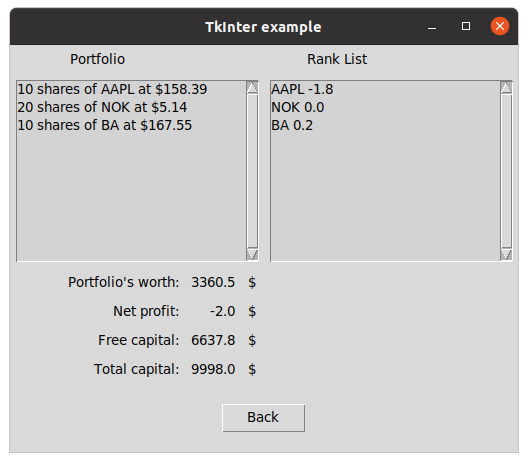 TkInter example
Portfolio
Rank List
10 shares of AAPL at $158.39
20 shares of NOK at $5.14
10 shares of BA at $167.55
AAPL -1.8
NOK 0.0
BA 0.2
Portfolio's worth: 3360.5 $
Net profit: -2.0 $
Free capital: 6637.8 $
Total capital: 9998.0 $
Back